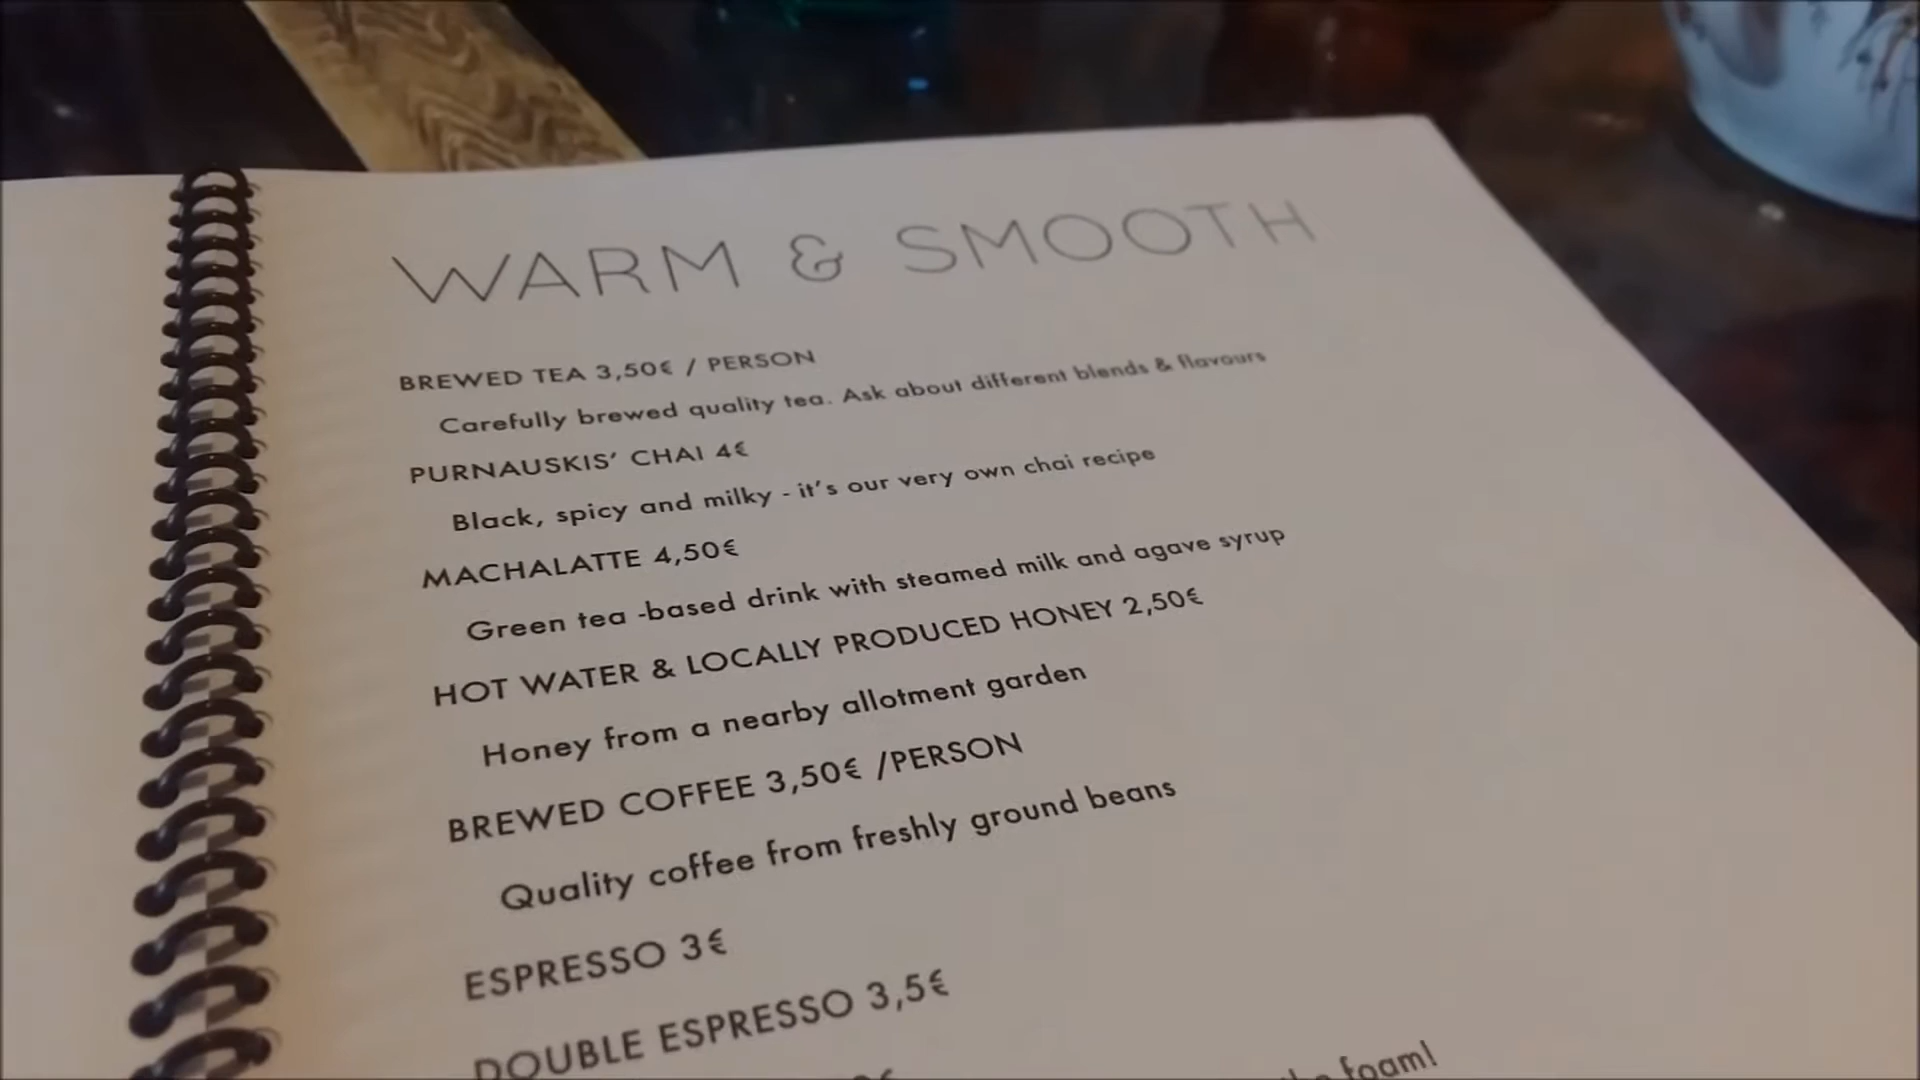 WARM & SMOOTH
BREWED TEA 3,50€ / PERSON
Carefully brewed quality tea. Ask about different blends & flavours
PURNAUSKIS' CHAI 4€
Black, spicy and milky - it's our very own chai recipe
MACHALATTE 4,50€
Green tea -based drink with steamed milk and agave syrup
HOT WATER & LOCALLY PRODUCED HONEY 2,50€
Honey from a nearby allotment garden
BREWED COFFEE 3,50€ /PERSON
Quality coffee from freshly ground beans
ESPRESSO 3€
DOUBLE ESPRESSO 3,5€
foam!